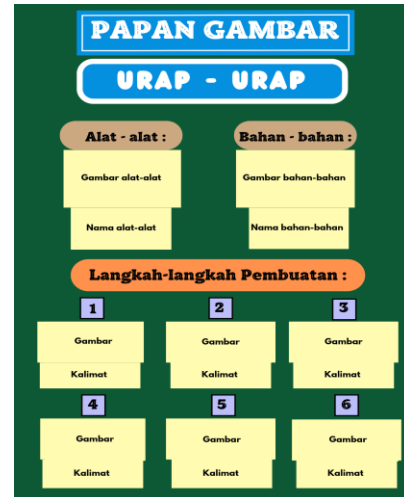 PAPAN GAMBAR
URAP - URAP
Alat - alat :
Bahan - bahan :
Gambar alat-alat
Gambar bahan-bahan
Nama alat-alat
Nama bahan-bahan
Langkah-langkah Pembuatan :
1
2
3
Gambar
Gambar
Gambar
Kalimat
Kalimat
Kalimat
4
5
6
Gambar
Gambar
Gambar
Kalimat
Kalimat
Kalimat